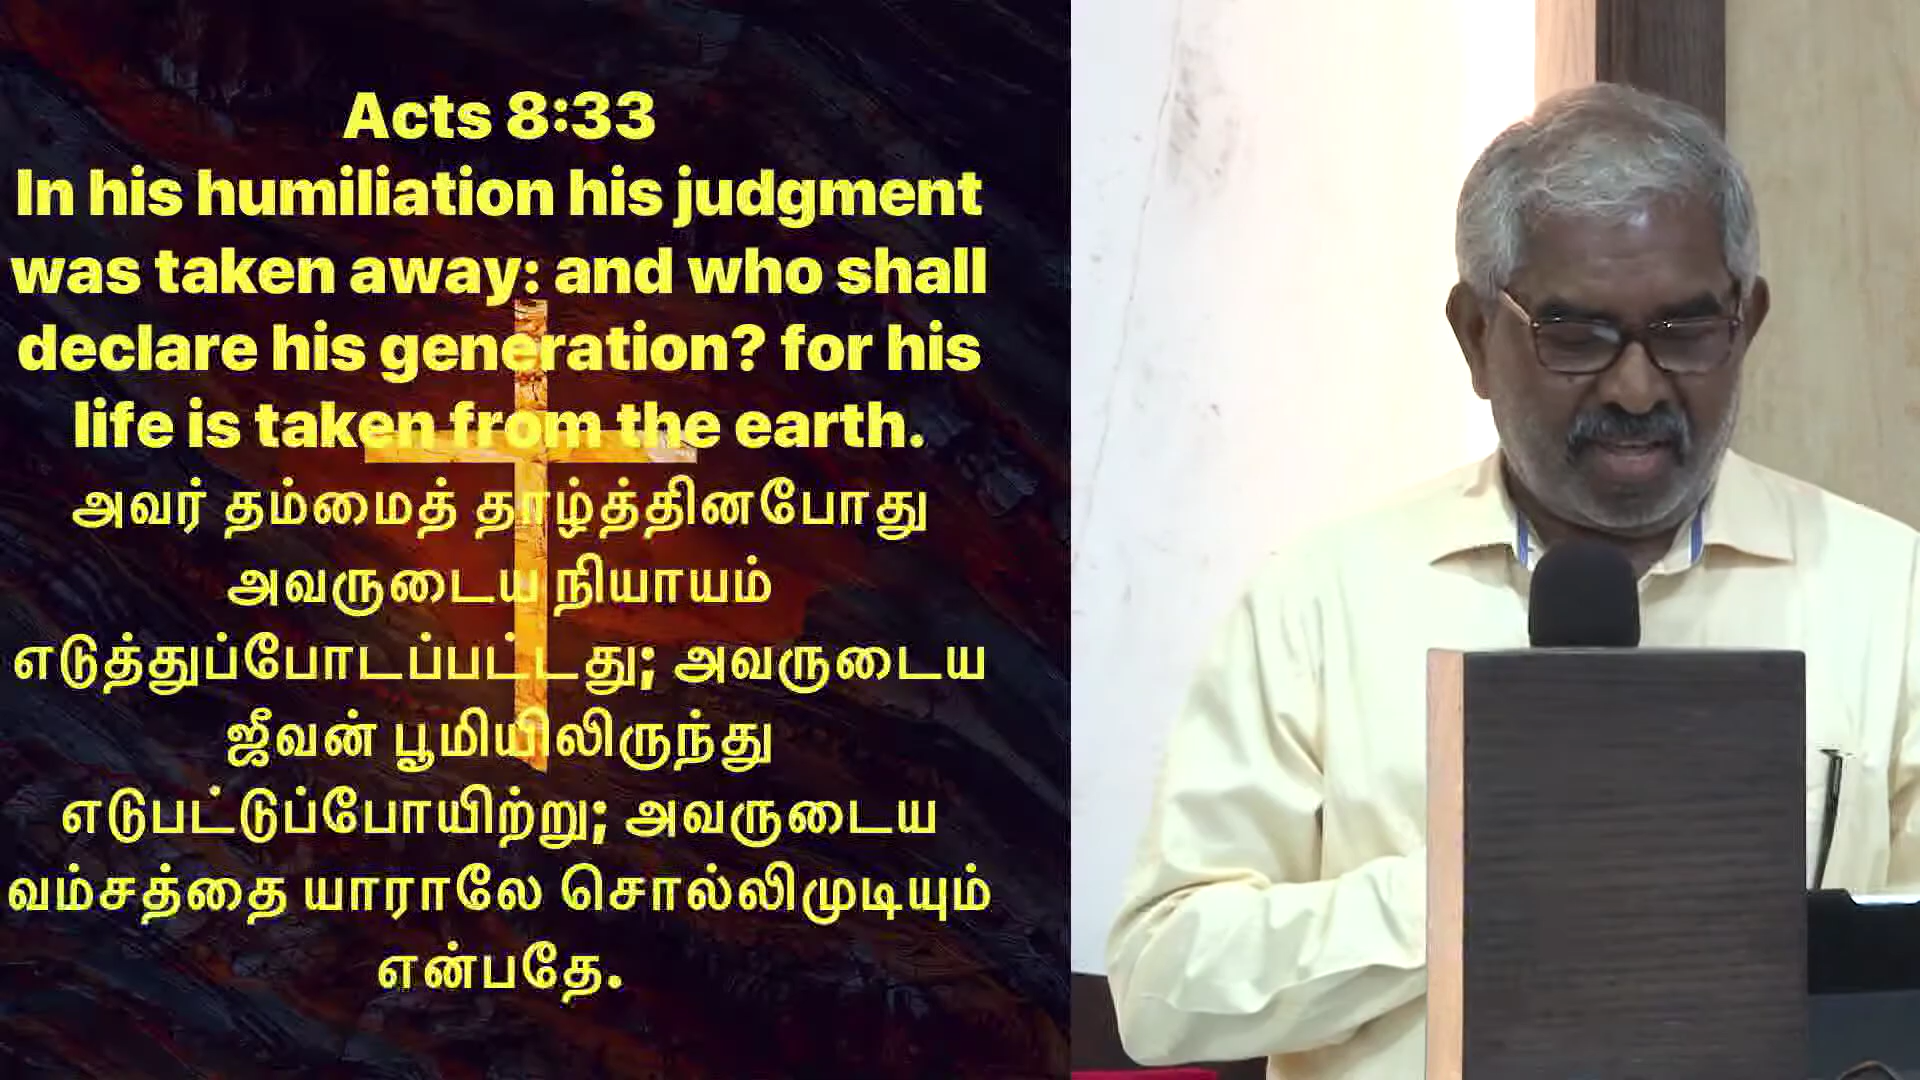 Acts 8:33
In his humiliation his judgment
was taken away: and who shall
declare his generation? for his
life is taken from the earth.
அவர் தம்மைத் தாழ்த்தினபோது
அவருடைய நியாயம்
எடுத்துப்போடப்பட்டது; அவருடைய
ஜீவன் பூமியிலிருந்து
எடுபட்டுப்போயிற்று; அவருடைய
வம்சத்தை யாராலே சொல்லிமுடியும்
என்பதே.